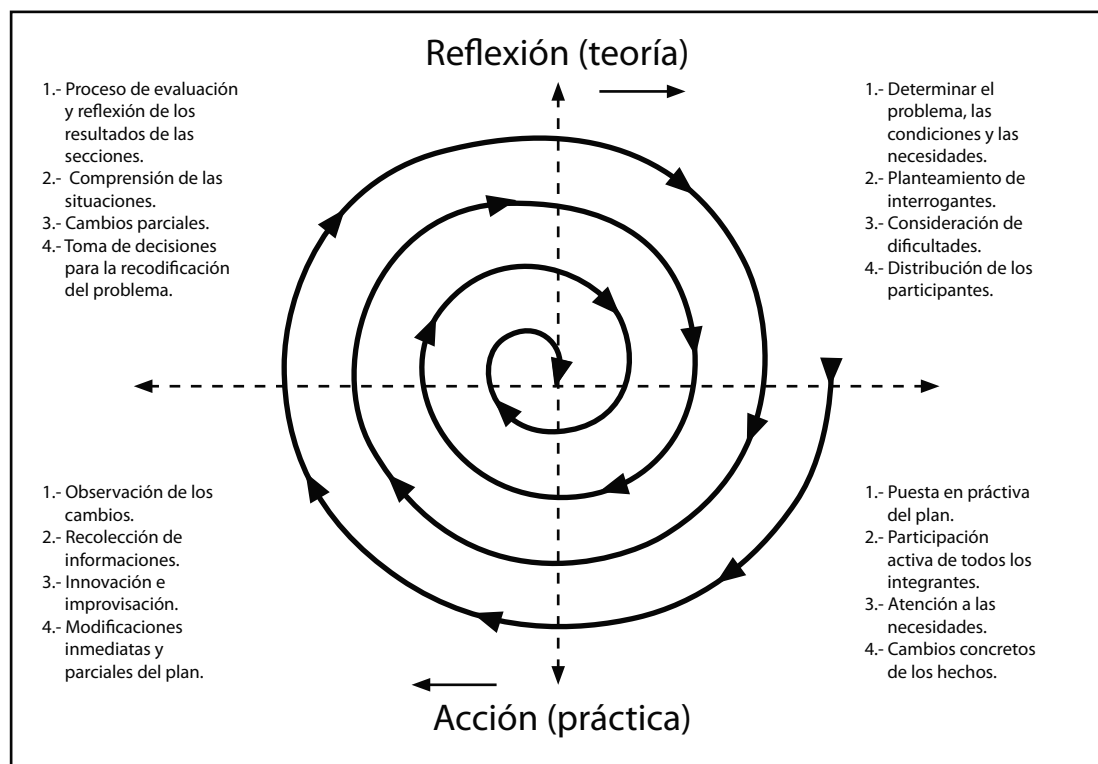 Reflexión (teoría)
1.- Proceso de evaluación
y reflexión de los
resultados de las
secciones.
2.- Comprensión de las
situaciones.
3.- Cambios parciales.
4.- Toma de decisiones
para la recodificación
del problema.
1.- Determinar el
problema, las
condiciones y las
necesidades.
2.- Planteamiento de
interrogantes.
3.- Consideración de
dificultades.
4.- Distribución de los
participantes.
1.- Observación de los
cambios.
2.- Recolección de
informaciones.
3.- Innovación e
improvisación.
4.- Modificaciones
inmediatas y
parciales del plan.
1.- Puesta en práctiva
del plan.
2.- Participación
activa de todos los
integrantes.
3.- Atención a las
necesidades.
4.- Cambios concretos
de los hechos.
Acción (práctica)